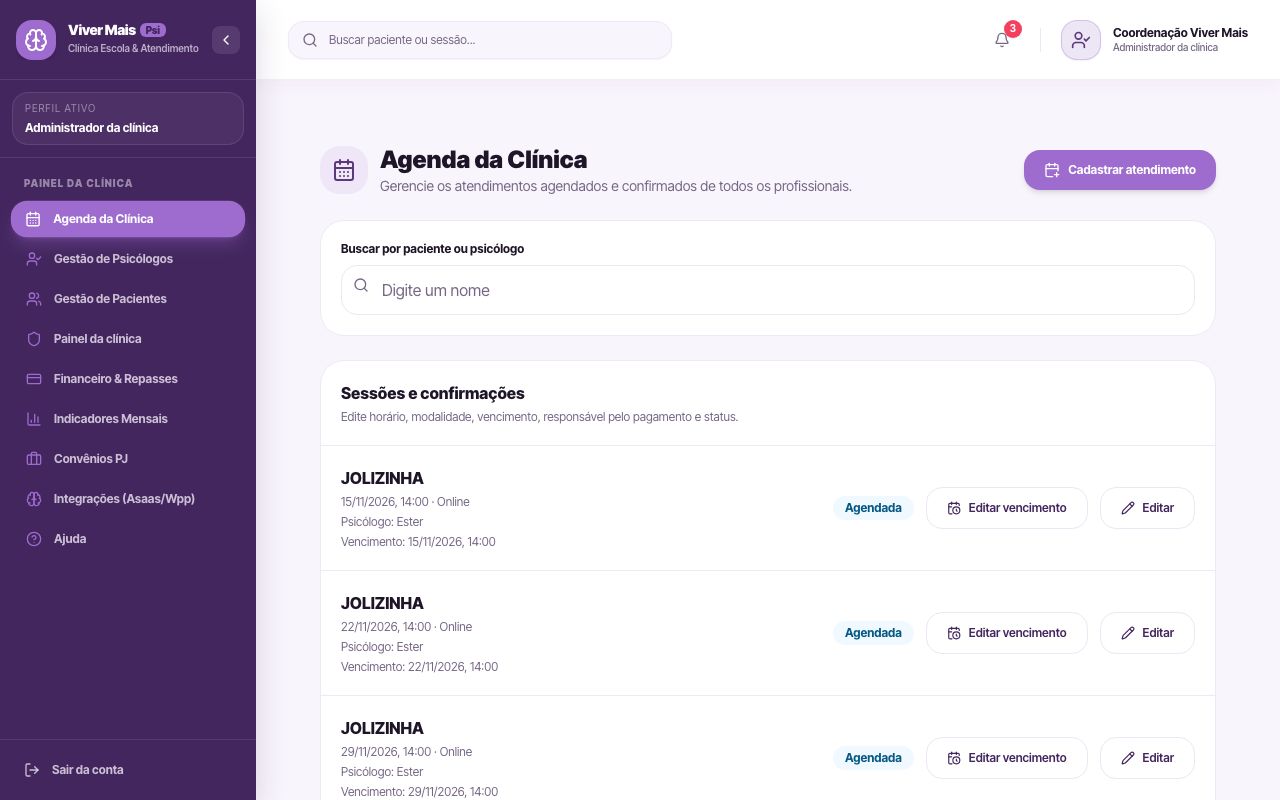 Viver Mais Psi
Clínica Escola & Atendimento
Buscar paciente ou sessão...
3
Coordenação Viver Mais
Administrador da clínica
PERFIL ATIVO
Administrador da clínica
PAINEL DA CLÍNICA
Agenda da Clínica
Gestão de Psicólogos
Gestão de Pacientes
Painel da clínica
Financeiro & Repasses
Indicadores Mensais
Convênios PJ
Integrações (Asaas/Wpp)
Ajuda
Sair da conta
Agenda da Clínica
Gerencie os atendimentos agendados e confirmados de todos os profissionais.
Cadastrar atendimento
Buscar por paciente ou psicólogo
Digite um nome
Sessões e confirmações
Edite horário, modalidade, vencimento, responsável pelo pagamento e status.
JOLIZINHA
15/11/2026, 14:00 · Online
Psicólogo: Ester
Vencimento: 15/11/2026, 14:00
Agendada
Editar vencimento
Editar
JOLIZINHA
22/11/2026, 14:00 · Online
Psicólogo: Ester
Vencimento: 22/11/2026, 14:00
Agendada
Editar vencimento
Editar
JOLIZINHA
29/11/2026, 14:00 · Online
Psicólogo: Ester
Vencimento: 29/11/2026, 14:00
Agendada
Editar vencimento
Editar